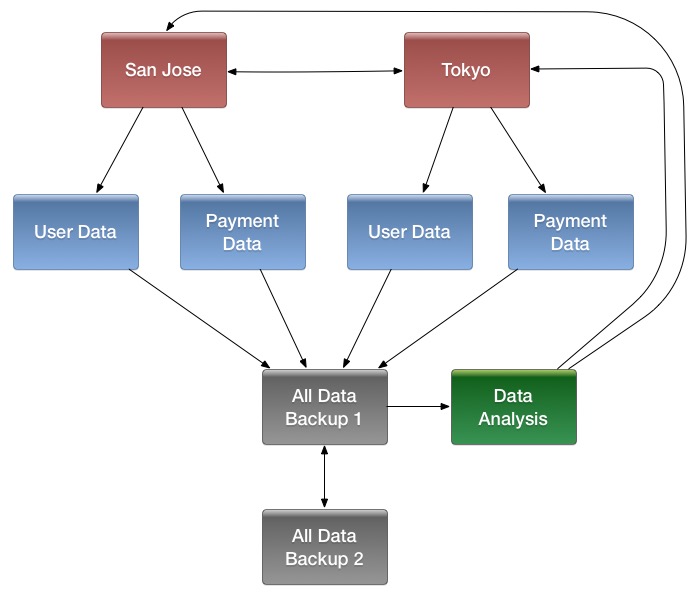 San Jose
Tokyo
User Data
Payment
Data
User Data
Payment
Data
All Data
Backup 1
Data
Analysis
All Data
Backup 2